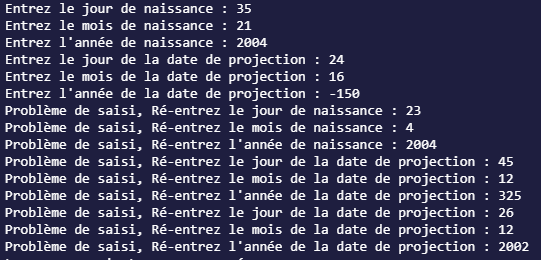 Entrez le jour de naissance : 35
Entrez le mois de naissance : 21
Entrez l'année de naissance : 2004
Entrez le jour de la date de projection : 24
Entrez le mois de la date de projection : 16
Entrez l'année de la date de projection : -150
Problème de saisi, Ré-entrez le jour de naissance : 23
Problème de saisi, Ré-entrez le mois de naissance : 4
Problème de saisi, Ré-entrez l'année de naissance : 2004
Problème de saisi, Ré-entrez le jour de la date de projection : 45
Problème de saisi, Ré-entrez le mois de la date de projection : 12
Problème de saisi, Ré-entrez l'année de la date de projection : 325
Problème de saisi, Ré-entrez le jour de la date de projection : 26
Problème de saisi, Ré-entrez le mois de la date de projection : 12
Problème de saisi, Ré-entrez l'année de la date de projection : 2002